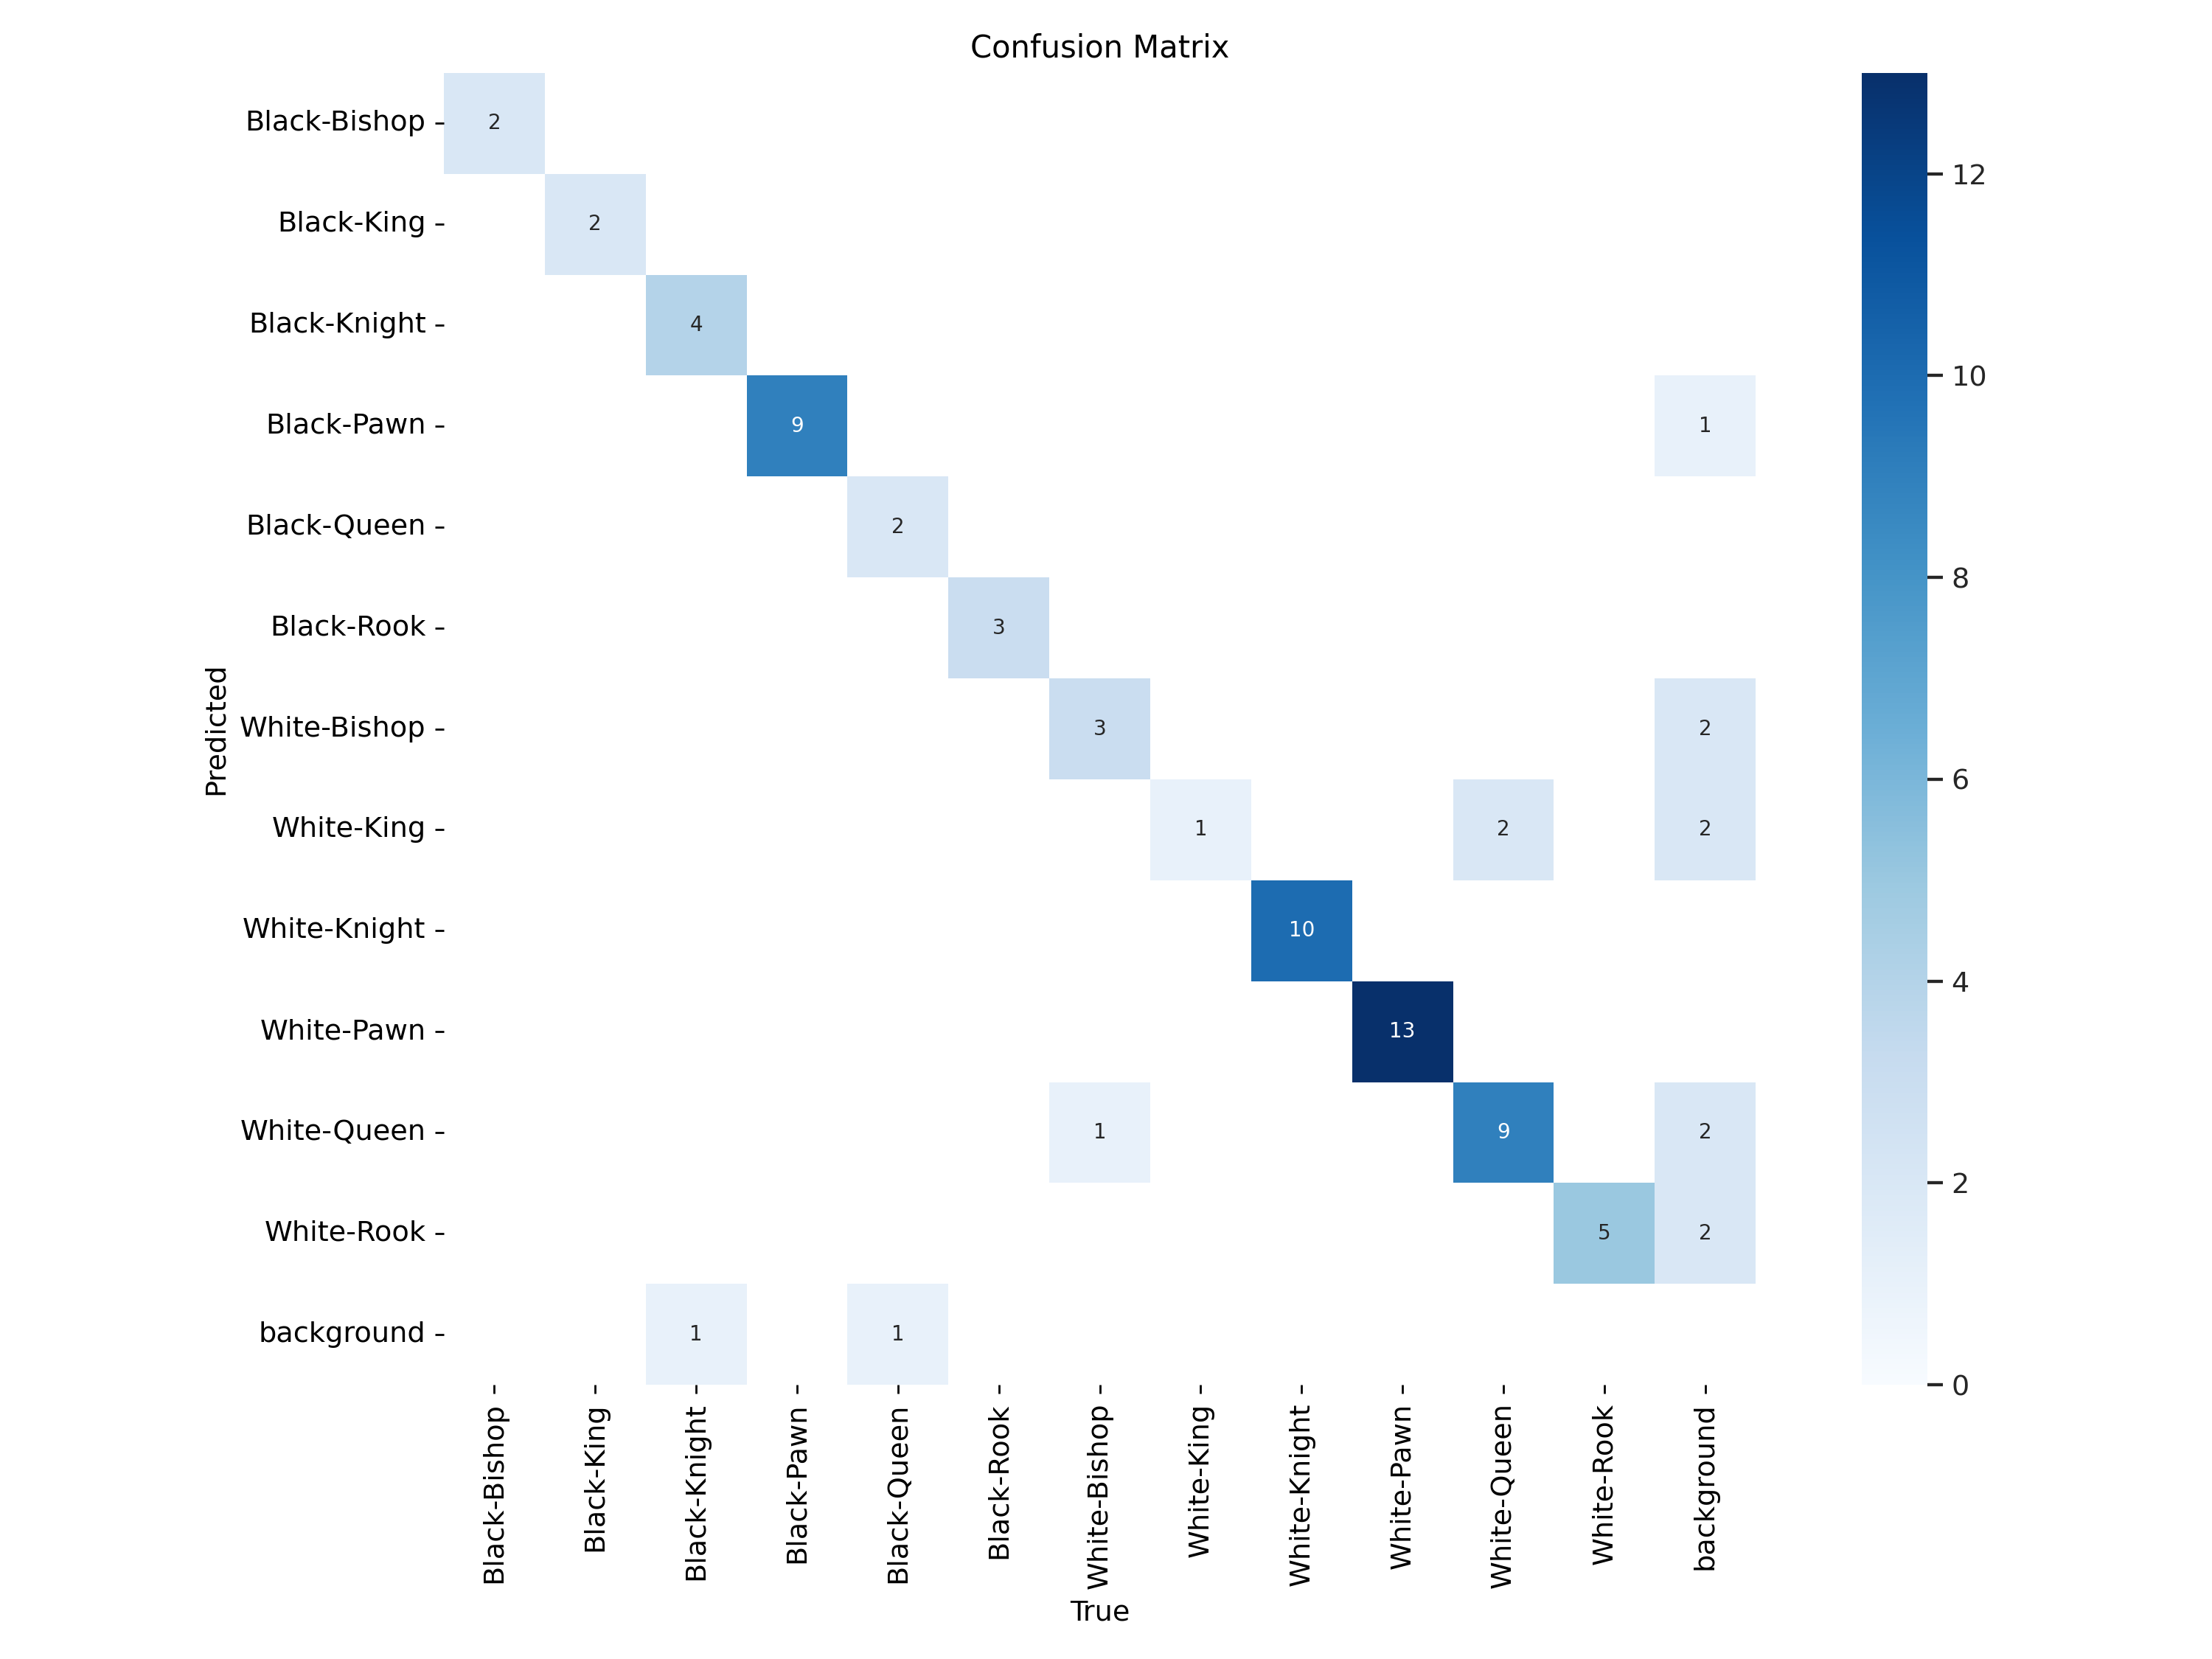 Confusion Matrix
Predicted
Black-Bishop 2
Black-King 2
Black-Knight 4
Black-Pawn 9 1
Black-Queen 2
Black-Rook 3
White-Bishop 3 2
White-King 1 2 2
White-Knight 10
White-Pawn 13
White-Queen 1 9 2
White-Rook 5 2
background 1 1
Black-Bishop
Black-King
Black-Knight
Black-Pawn
Black-Queen
Black-Rook
White-Bishop
White-King
White-Knight
White-Pawn
White-Queen
White-Rook
background
True
12
10
8
6
4
2
0